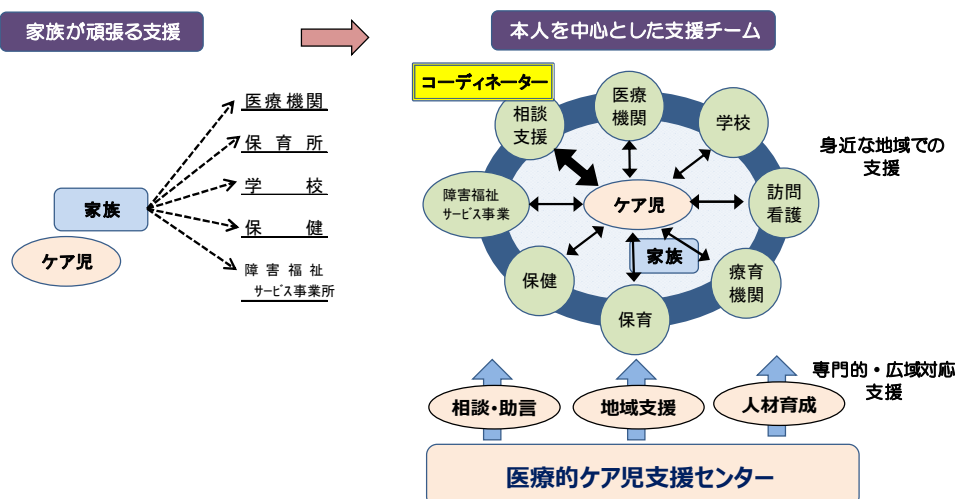 家族が頑張る支援
本人を中心とした支援チーム
医療機関
保育所
学校
保健
障害福祉
サービス事業所
家族
ケア児
コーディネーター
相談
支援
医療
機関
学校
訪問
看護
療育
機関
保育
保健
障害福祉
サービス事業
ケア児
家族
身近な地域での
支援
専門的・広域対応
支援
相談・助言
地域支援
人材育成
医療的ケア児支援センター